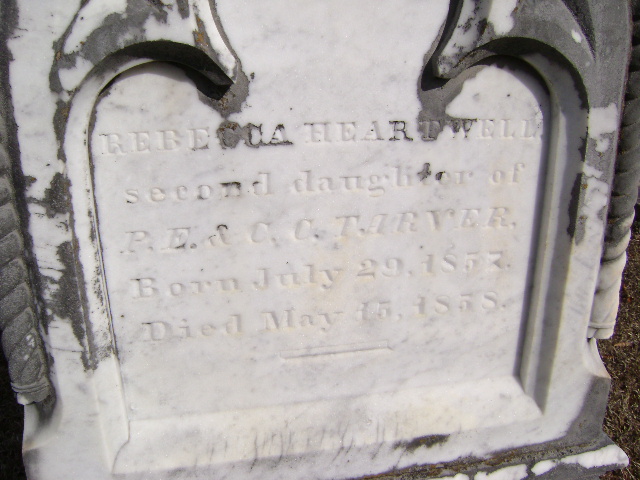 REBECCA HEARTWELL
second daughter of
P. E. & C. C. TARVER.
Born July 29, 1857.
Died May 15, 1858.